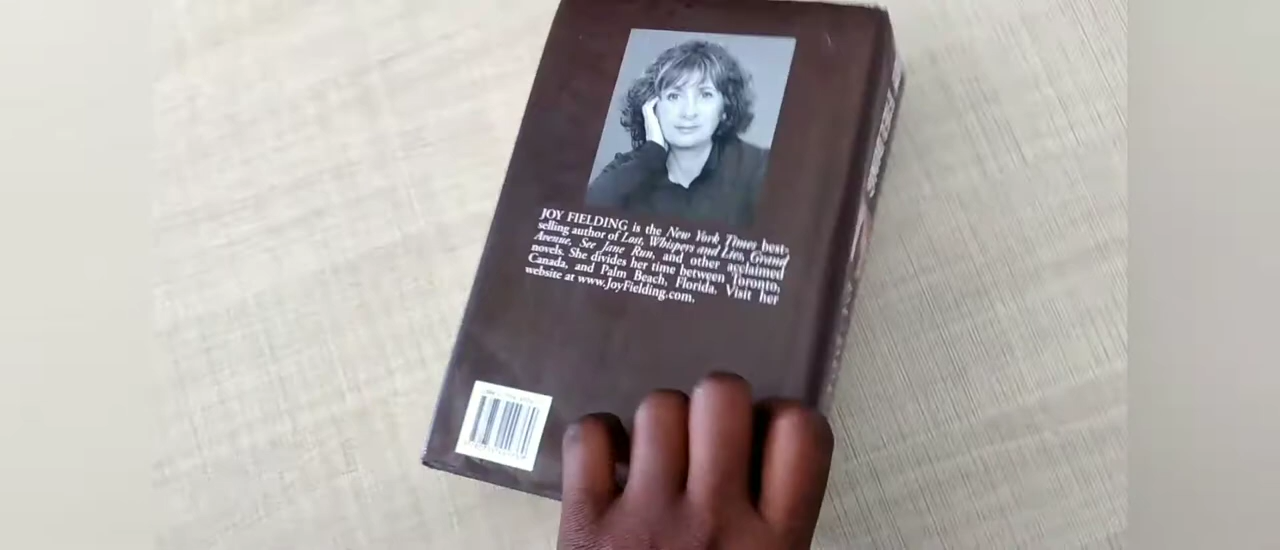 JOY FIELDING is the New York Times best-
selling author of Lost, Whispers and Lies, Grand
Avenue, See Jane Run, and other acclaimed
novels. She divides her time between Toronto,
Canada, and Palm Beach, Florida. Visit her
website at www.JoyFielding.com.